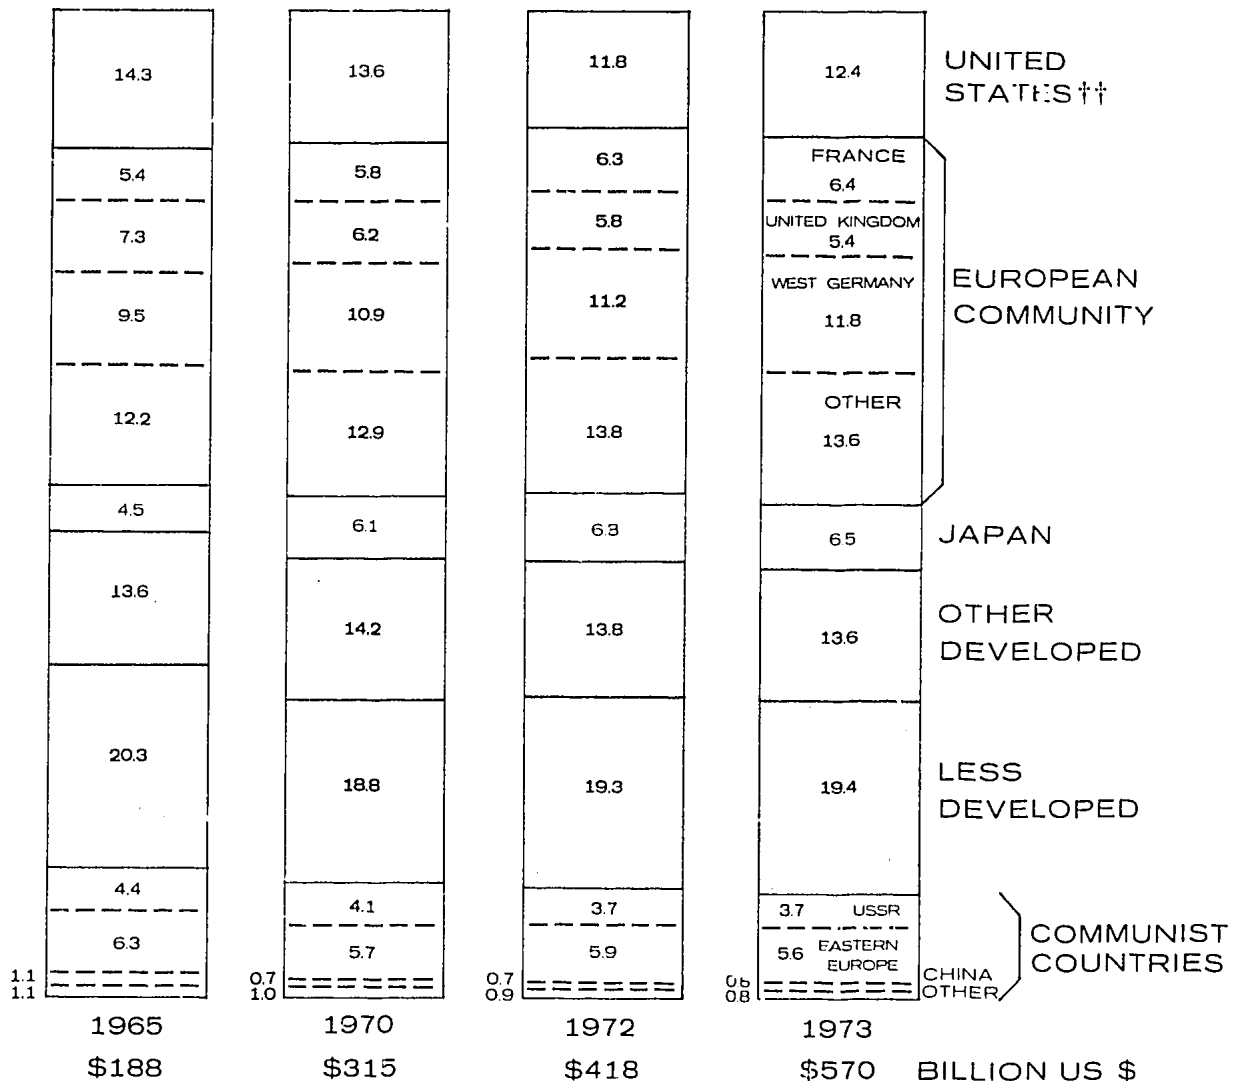 14.3
5.4
7.3
9.5
12.2
4.5
13.6
20.3
4.4
6.3
1.1
1.1
1965
$188
13.6
5.8
6.2
10.9
12.9
6.1
14.2
18.8
4.1
5.7
0.7
1.0
1970
$315
11.8
6.3
5.8
11.2
13.8
6.3
13.8
19.3
3.7
5.9
0.7
0.9
1972
$418
12.4
FRANCE
6.4
UNITED KINGDOM
5.4
WEST GERMANY
11.8
OTHER
13.6
6.5
13.6
19.4
3.7 USSR
5.6 EASTERN
EUROPE
0.8
1973
$570 BILLION US $
UNITED
STATES††
EUROPEAN
COMMUNITY
JAPAN
OTHER
DEVELOPED
LESS
DEVELOPED
CHINA
OTHER
COMMUNIST
COUNTRIES